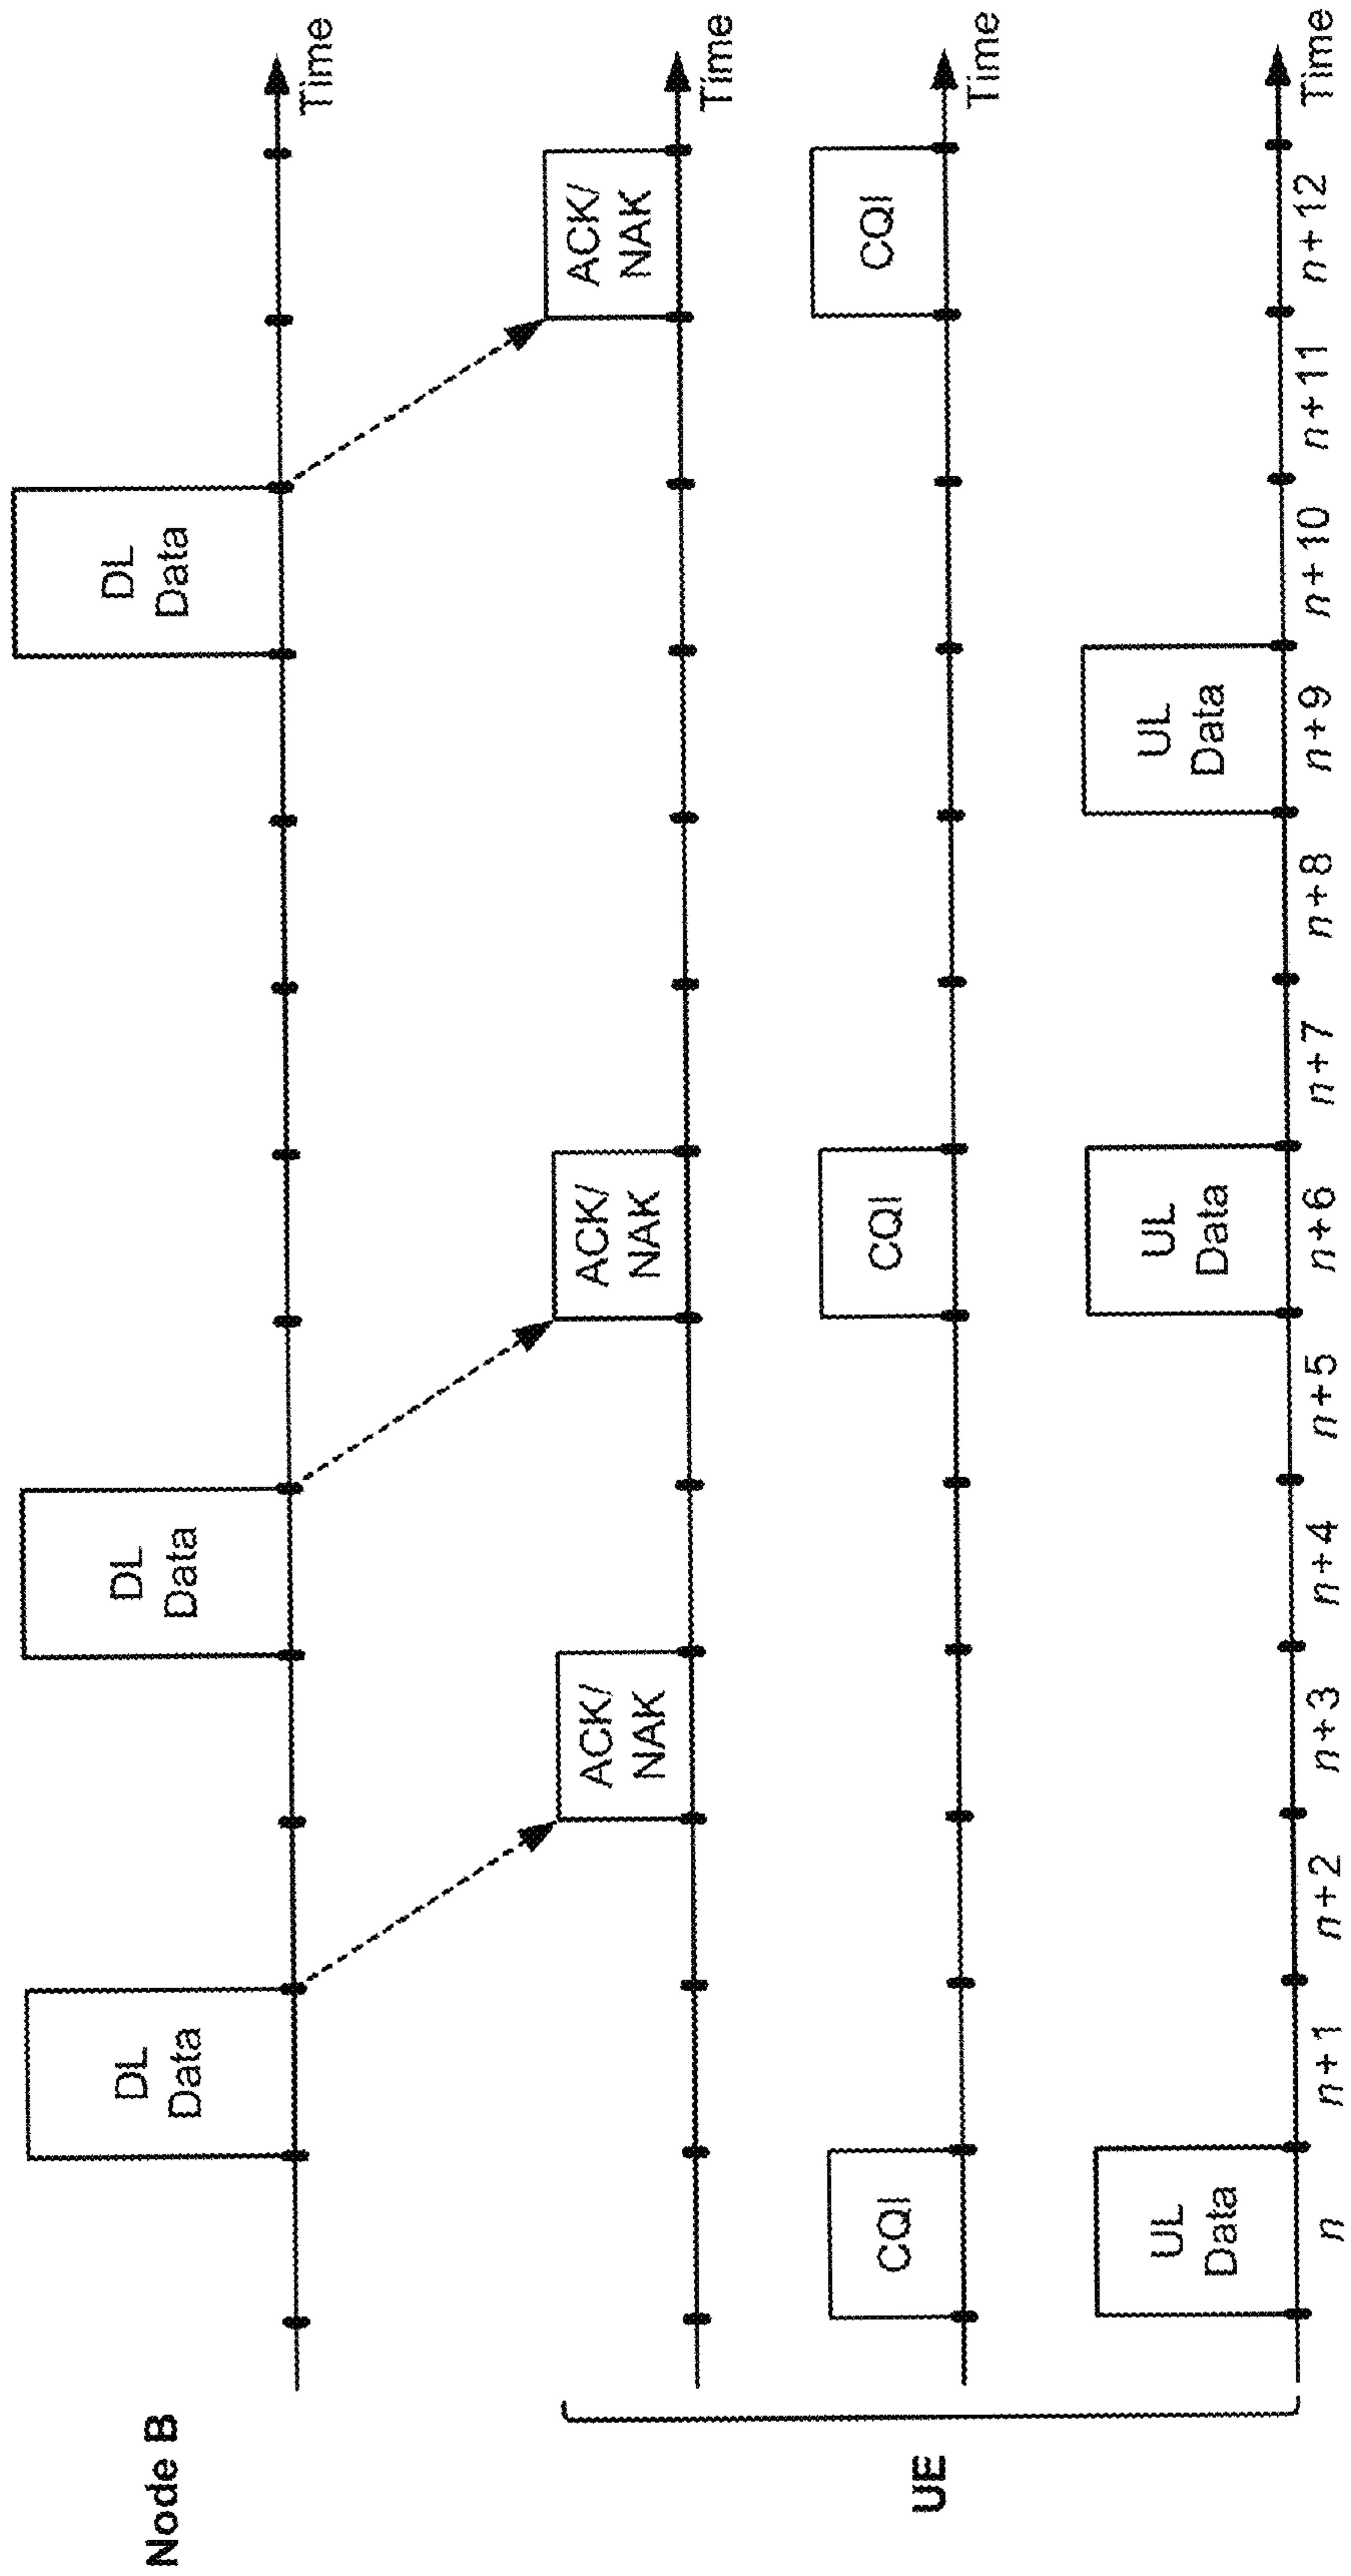 Node B
DL
Data
DL
Data
DL
Data
Time
ACK/
NAK
ACK/
NAK
ACK/
NAK
Time
UE
CQI
CQI
CQI
Time
UL
Data
UL
Data
UL
Data
Time
n
n+1
n+2
n+3
n+4
n+5
n+6
n+7
n+8
n+9
n+10
n+11
n+12